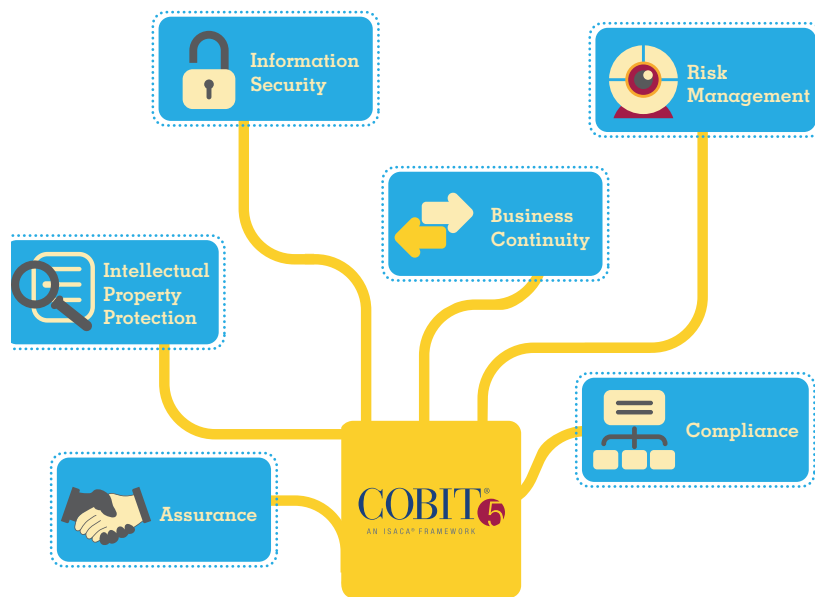 Information
Security
Risk
Management
Business
Continuity
Intellectual
Property
Protection
Compliance
Assurance
COBIT® 5
AN ISACA® FRAMEWORK